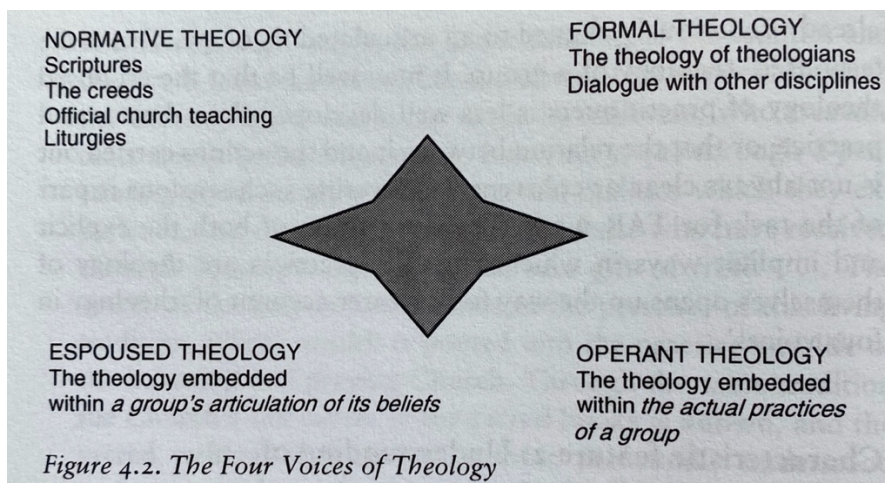 NORMATIVE THEOLOGY
Scriptures
The creeds
Official church teaching
Liturgies
FORMAL THEOLOGY
The theology of theologians
Dialogue with other disciplines
ESPOUSED THEOLOGY
The theology embedded
within a group's articulation of its beliefs
OPERANT THEOLOGY
The theology embedded
within the actual practices
of a group
Figure 4.2. The Four Voices of Theology